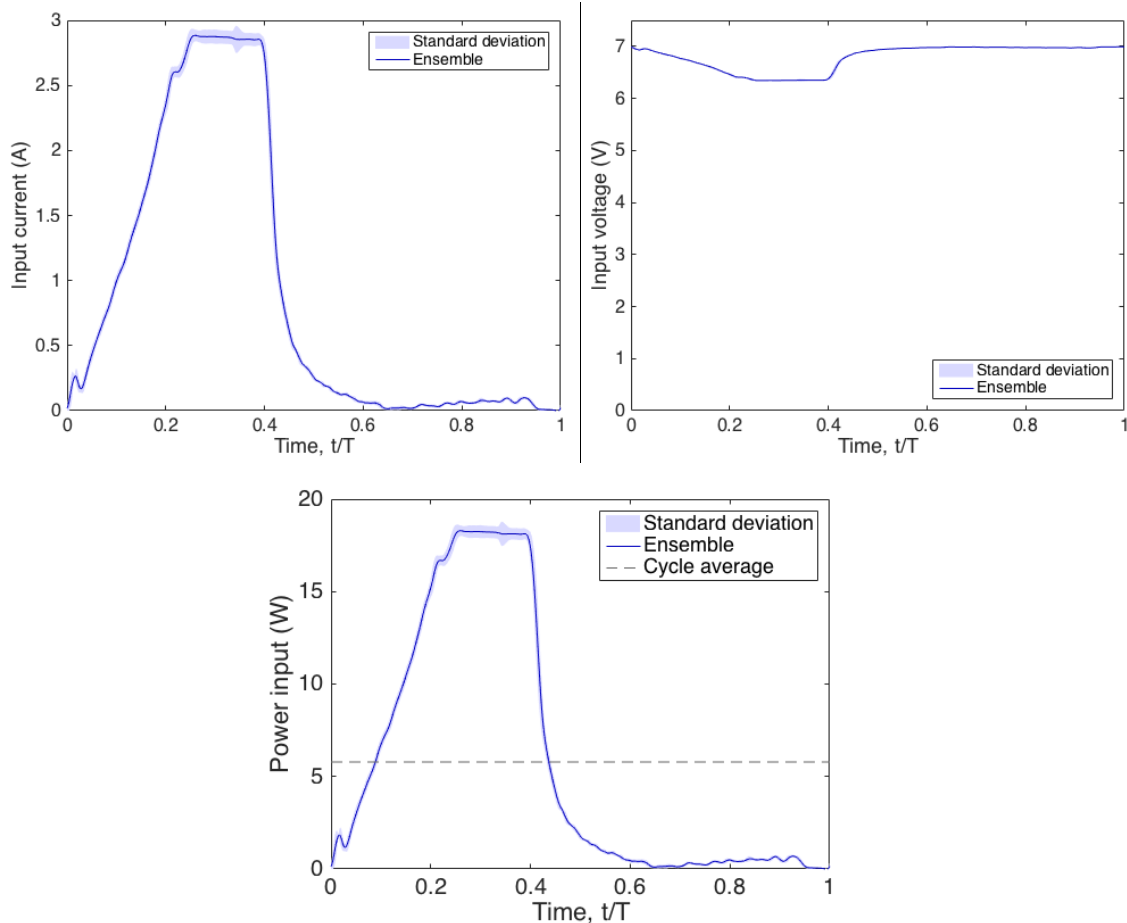 3
2.5
2
1.5
1
0.5
0
Input current (A)
0 0.2 0.4 0.6 0.8 1
Time, t/T
Standard deviation
Ensemble
7
6
5
4
3
2
1
0
Input voltage (V)
0 0.2 0.4 0.6 0.8 1
Time, t/T
Standard deviation
Ensemble
20
15
10
5
0
Power input (W)
0 0.2 0.4 0.6 0.8 1
Time, t/T
Standard deviation
Ensemble
Cycle average